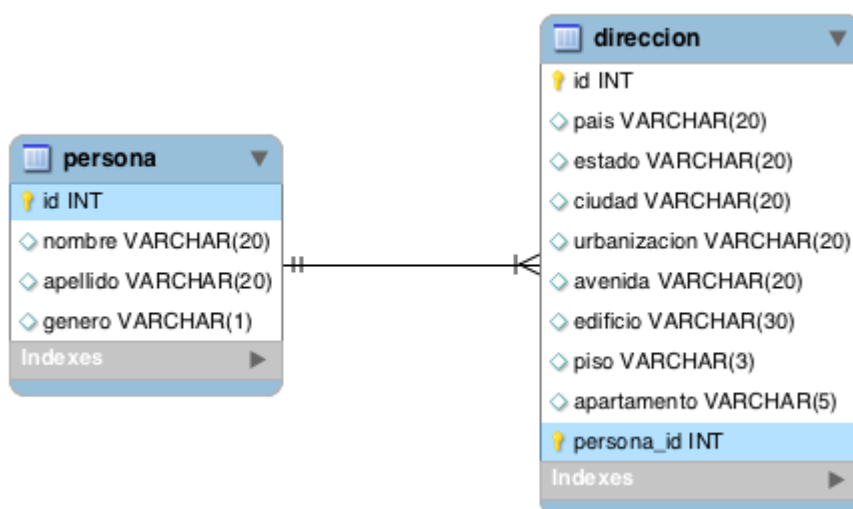 persona
id INT
nombre VARCHAR(20)
apellido VARCHAR(20)
genero VARCHAR(1)
Indexes
direccion
id INT
pais VARCHAR(20)
estado VARCHAR(20)
ciudad VARCHAR(20)
urbanizacion VARCHAR(20)
avenida VARCHAR(20)
edificio VARCHAR(30)
piso VARCHAR(3)
apartamento VARCHAR(5)
persona_id INT
Indexes